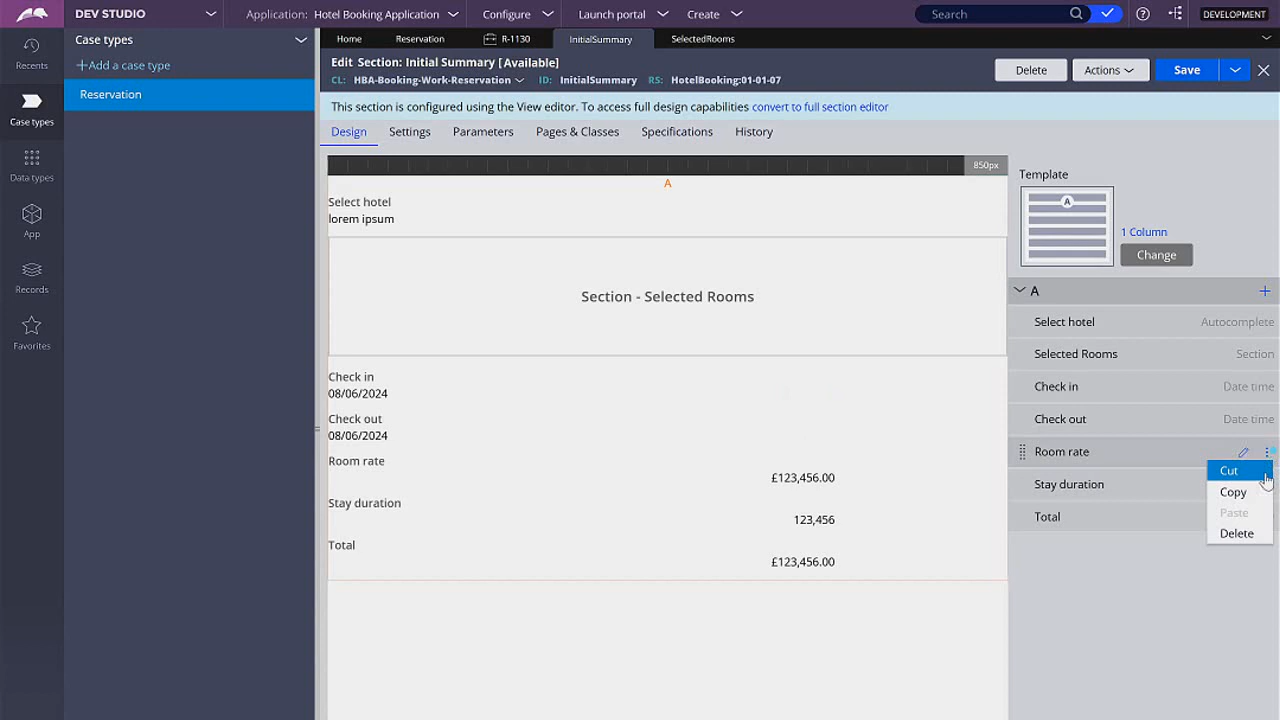 DEV STUDIO
Application: Hotel Booking Application
Configure
Launch portal
Create
Search
DEVELOPMENT
Recents
Case types
Data types
App
Records
Favorites
Case types
+Add a case type
Reservation
Home
Reservation
R-1130
InitialSummary
SelectedRooms
Edit Section: Initial Summary [Available]
CL: HBA-Booking-Work-Reservation ID: InitialSummary RS: HotelBooking:01-01-07
Delete
Actions
Save
This section is configured using the View editor. To access full design capabilities convert to full section editor
Design
Settings
Parameters
Pages & Classes
Specifications
History
850px
A
Select hotel
lorem ipsum
Section - Selected Rooms
Check in
08/06/2024
Check out
08/06/2024
Room rate
£123,456.00
Stay duration
123,456
Total
£123,456.00
Template
A
1 Column
Change
A
Select hotel Autocomplete
Selected Rooms Section
Check in Date time
Check out Date time
Room rate
Stay duration
Total
Cut
Copy
Paste
Delete